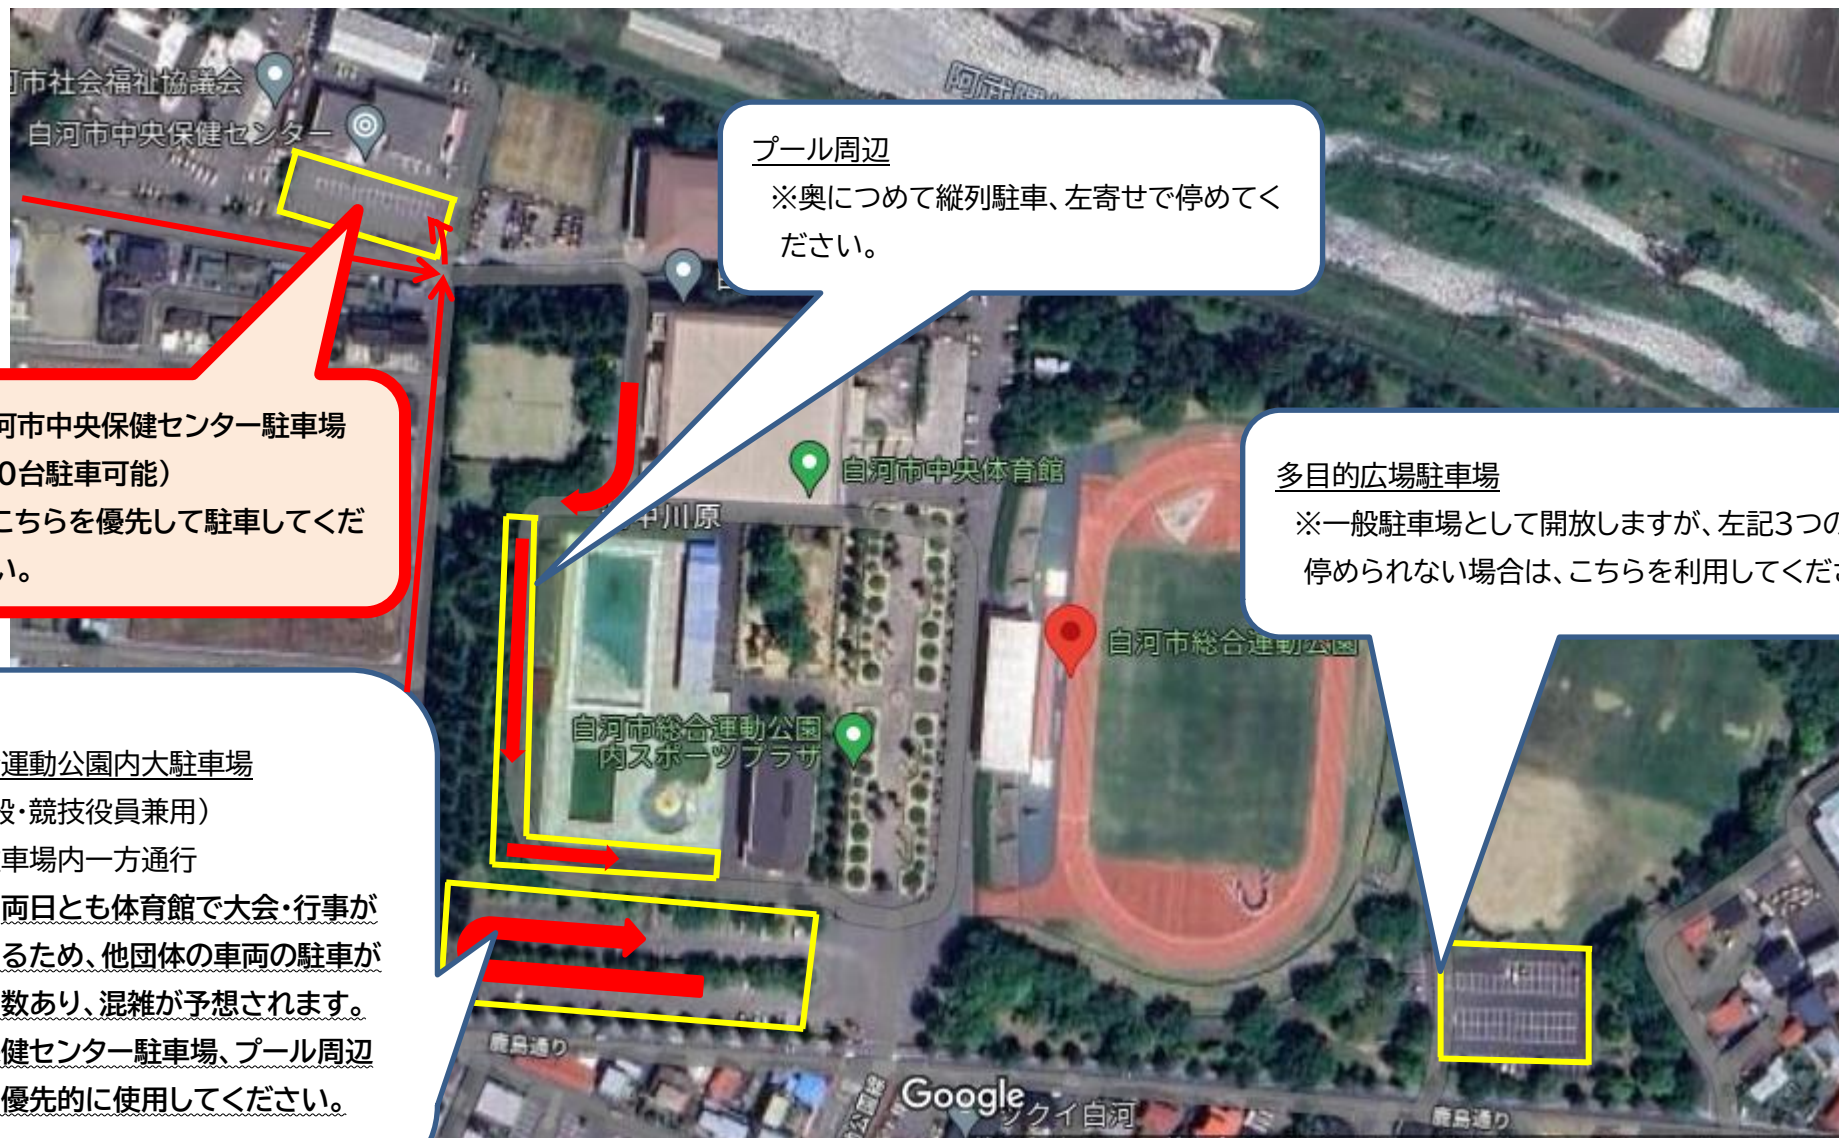 市社会福祉協議会
白河市中央保健センター
プール周辺
※奥につめて縦列駐車、左寄せで停めてく
ださい。
河市中央保健センター駐車場
0台駐車可能）
こちらを優先して駐車してくだ
い。
白河市中央体育館
川原
多目的広場駐車場
※一般駐車場として開放しますが、左記3つの
停められない場合は、こちらを利用してくださ
白河市総合運動公園
白河市総合運動公園
内スポーツプラザ
運動公園内大駐車場
般・競技役員兼用）
車場内一方通行
両日とも体育館で大会・行事が
るため、他団体の車両の駐車が
数あり、混雑が予想されます。
健センター駐車場、プール周辺
優先的に使用してください。
鹿島通り
Google
ツクイ白河
鹿島通り